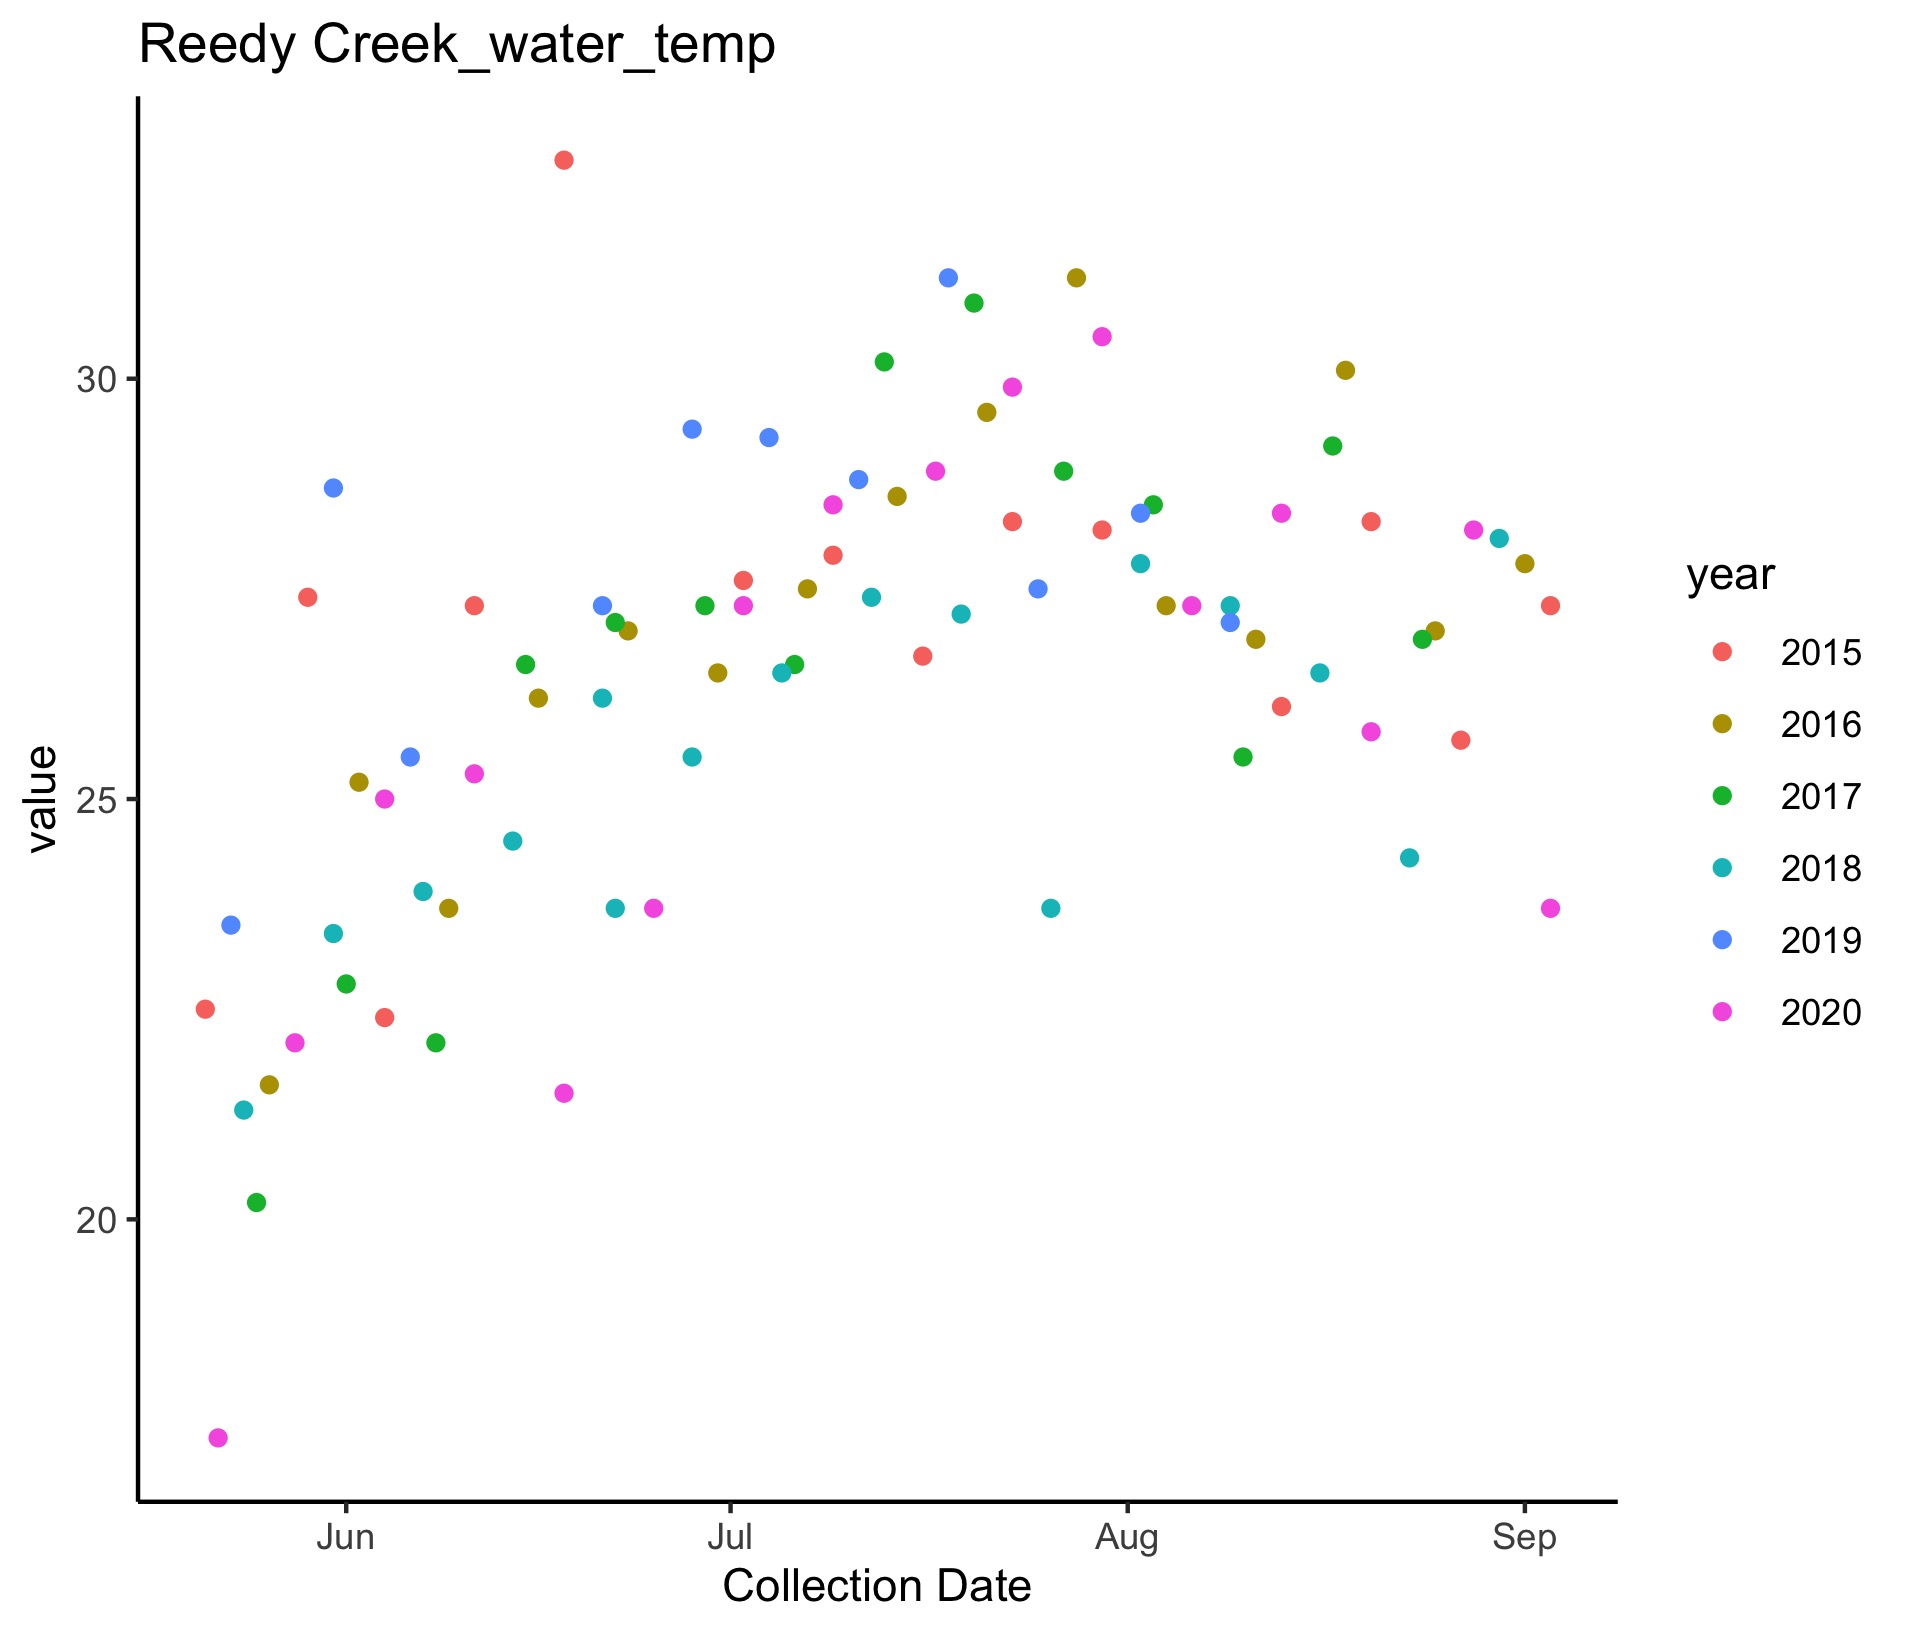 Reedy Creek_water_temp
30
25
20
value
Jun Jul Aug Sep
Collection Date
year
2015
2016
2017
2018
2019
2020